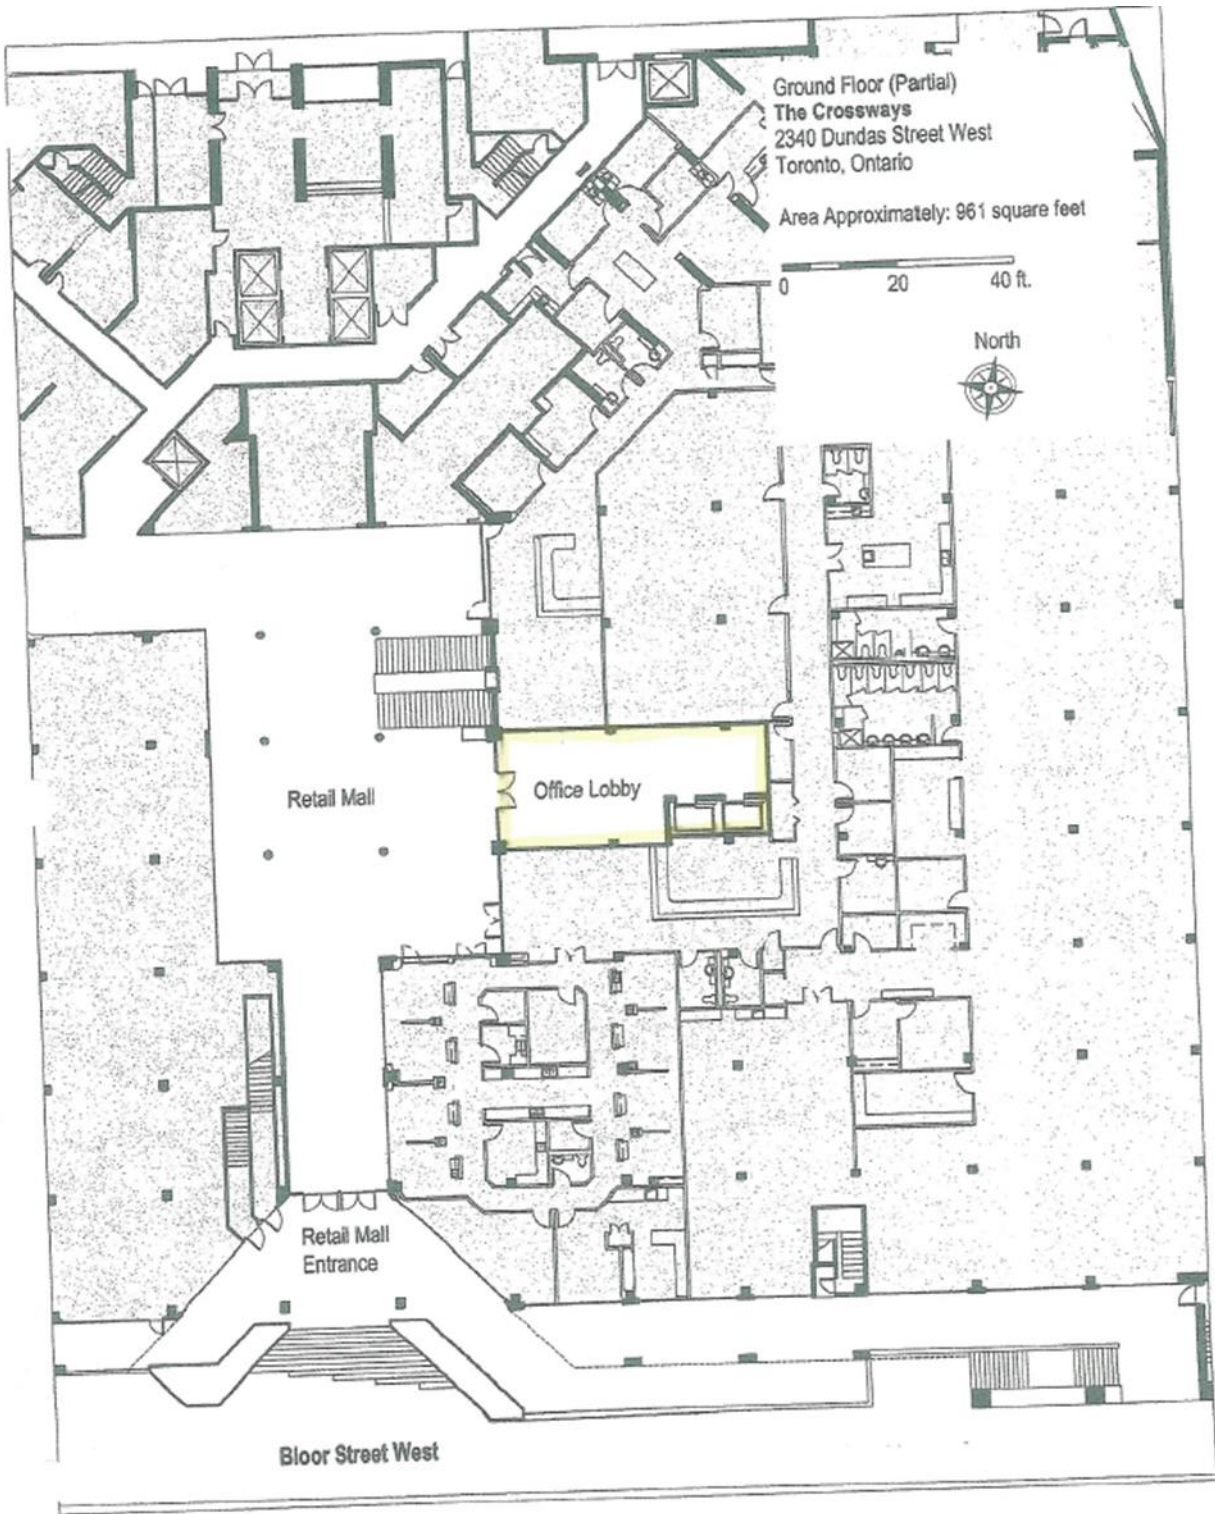 Ground Floor (Partial)
The Crossways
2340 Dundas Street West
Toronto, Ontario
Area Approximately: 961 square feet
0 20 40 ft.
North
Retail Mall
Office Lobby
Retail Mall
Entrance
Bloor Street West